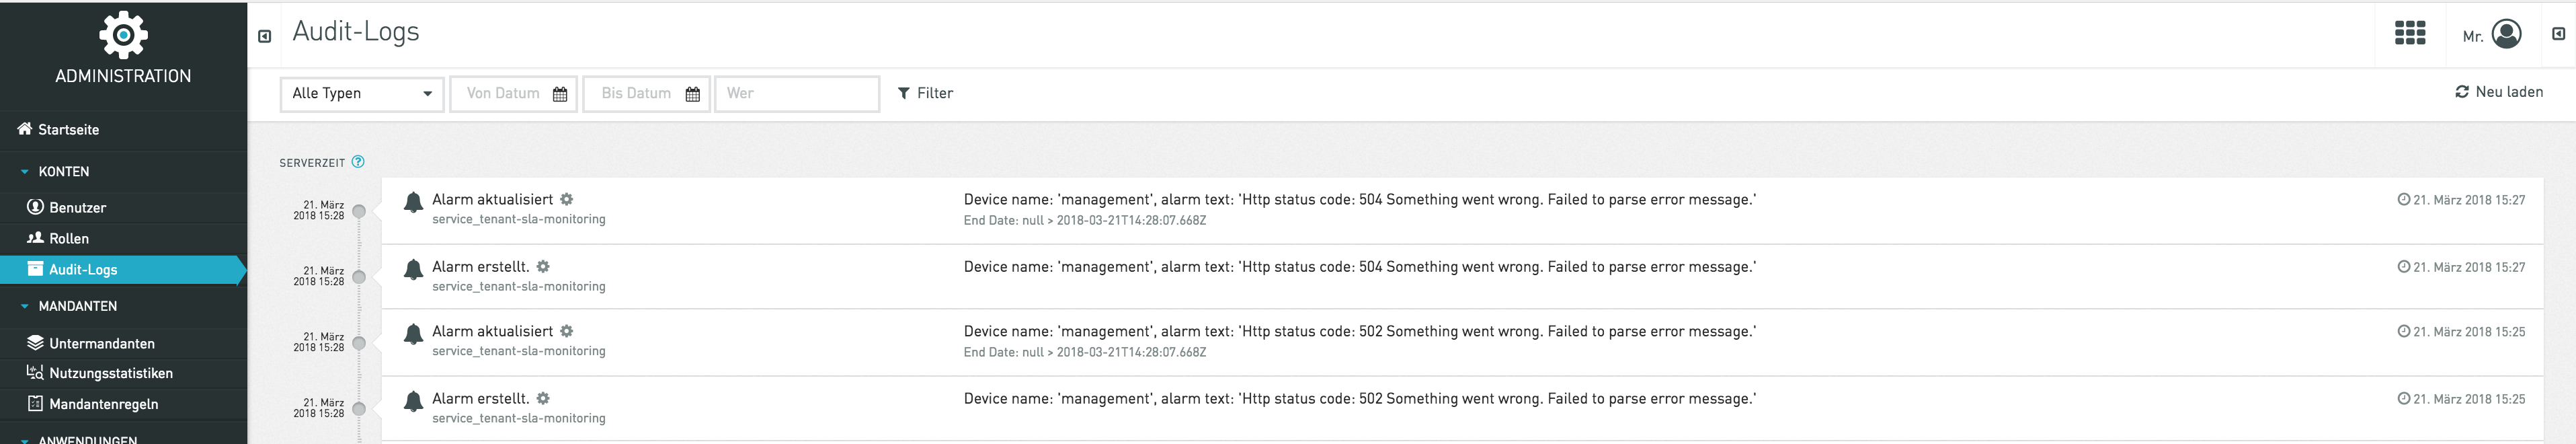 ADMINISTRATION
Startseite
KONTEN
Benutzer
Rollen
Audit-Logs
MANDANTEN
Untermandanten
Nutzungsstatistiken
Mandantenregeln
ANWENDUNGEN
Audit-Logs
Mr.
Alle Typen
Von Datum
Bis Datum
Wer
Filter
Neu laden
SERVERZEIT ?
21. März
2018 15:28
Alarm aktualisiert
service_tenant-sla-monitoring
Device name: 'management', alarm text: 'Http status code: 504 Something went wrong. Failed to parse error message.'
End Date: null > 2018-03-21T14:28:07.668Z
21. März 2018 15:27
21. März
2018 15:28
Alarm erstellt.
service_tenant-sla-monitoring
Device name: 'management', alarm text: 'Http status code: 504 Something went wrong. Failed to parse error message.'
21. März 2018 15:27
21. März
2018 15:28
Alarm aktualisiert
service_tenant-sla-monitoring
Device name: 'management', alarm text: 'Http status code: 502 Something went wrong. Failed to parse error message.'
End Date: null > 2018-03-21T14:28:07.668Z
21. März 2018 15:25
21. März
2018 15:28
Alarm erstellt.
service_tenant-sla-monitoring
Device name: 'management', alarm text: 'Http status code: 502 Something went wrong. Failed to parse error message.'
21. März 2018 15:25